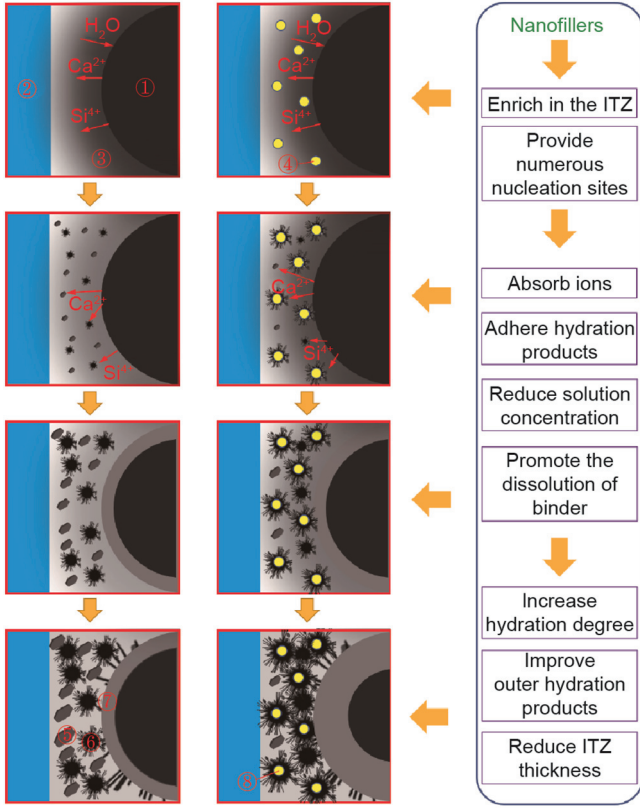 H₂O
Ca²⁺
②
①
Si⁴⁺
③
H₂O
Ca²⁺
Si⁴⁺
④
Ca²⁺
Si⁴⁺
Ca²⁺
Si⁴⁺
⑦
⑤
⑥
⑧
Nanofillers
Enrich in the ITZ
Provide
numerous
nucleation sites
Absorb ions
Adhere hydration
products
Reduce solution
concentration
Promote the
dissolution of
binder
Increase
hydration degree
Improve
outer hydration
products
Reduce ITZ
thickness